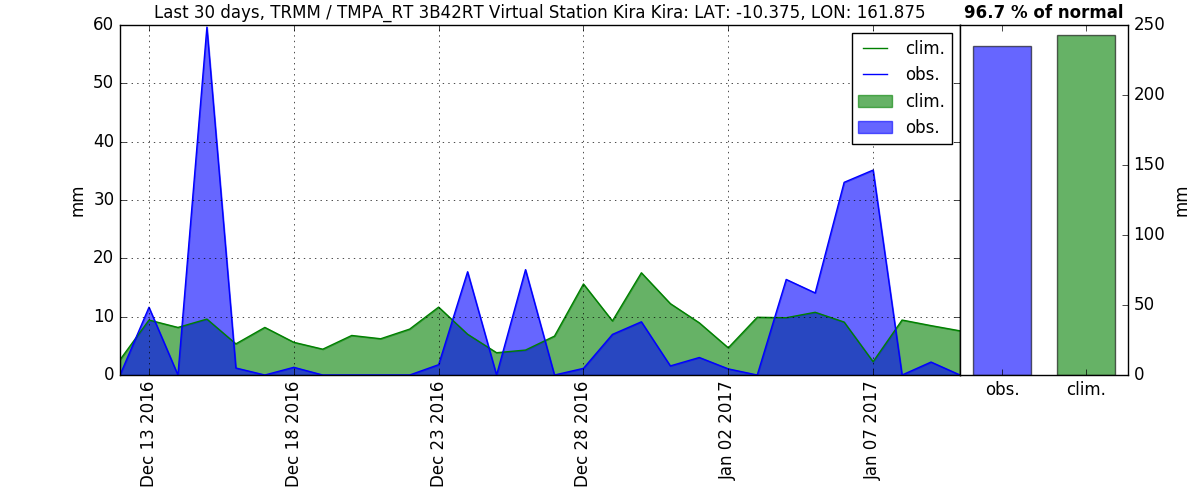 Last 30 days, TRMM / TMPA_RT 3B42RT Virtual Station Kira Kira: LAT: -10.375, LON: 161.875
96.7 % of normal
60
50
40
30
20
10
0
mm
clim.
obs.
clim.
obs.
250
200
150
100
50
0
mm
obs.
clim.
Dec 13 2016
Dec 18 2016
Dec 23 2016
Dec 28 2016
Jan 02 2017
Jan 07 2017